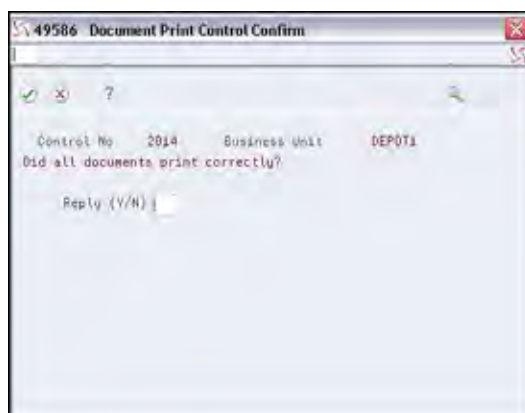 49586 Document Print Control Confirm
?
Control No 2014 Business Unit DEPOT1
Did all documents print correctly?
Reply (Y/N)